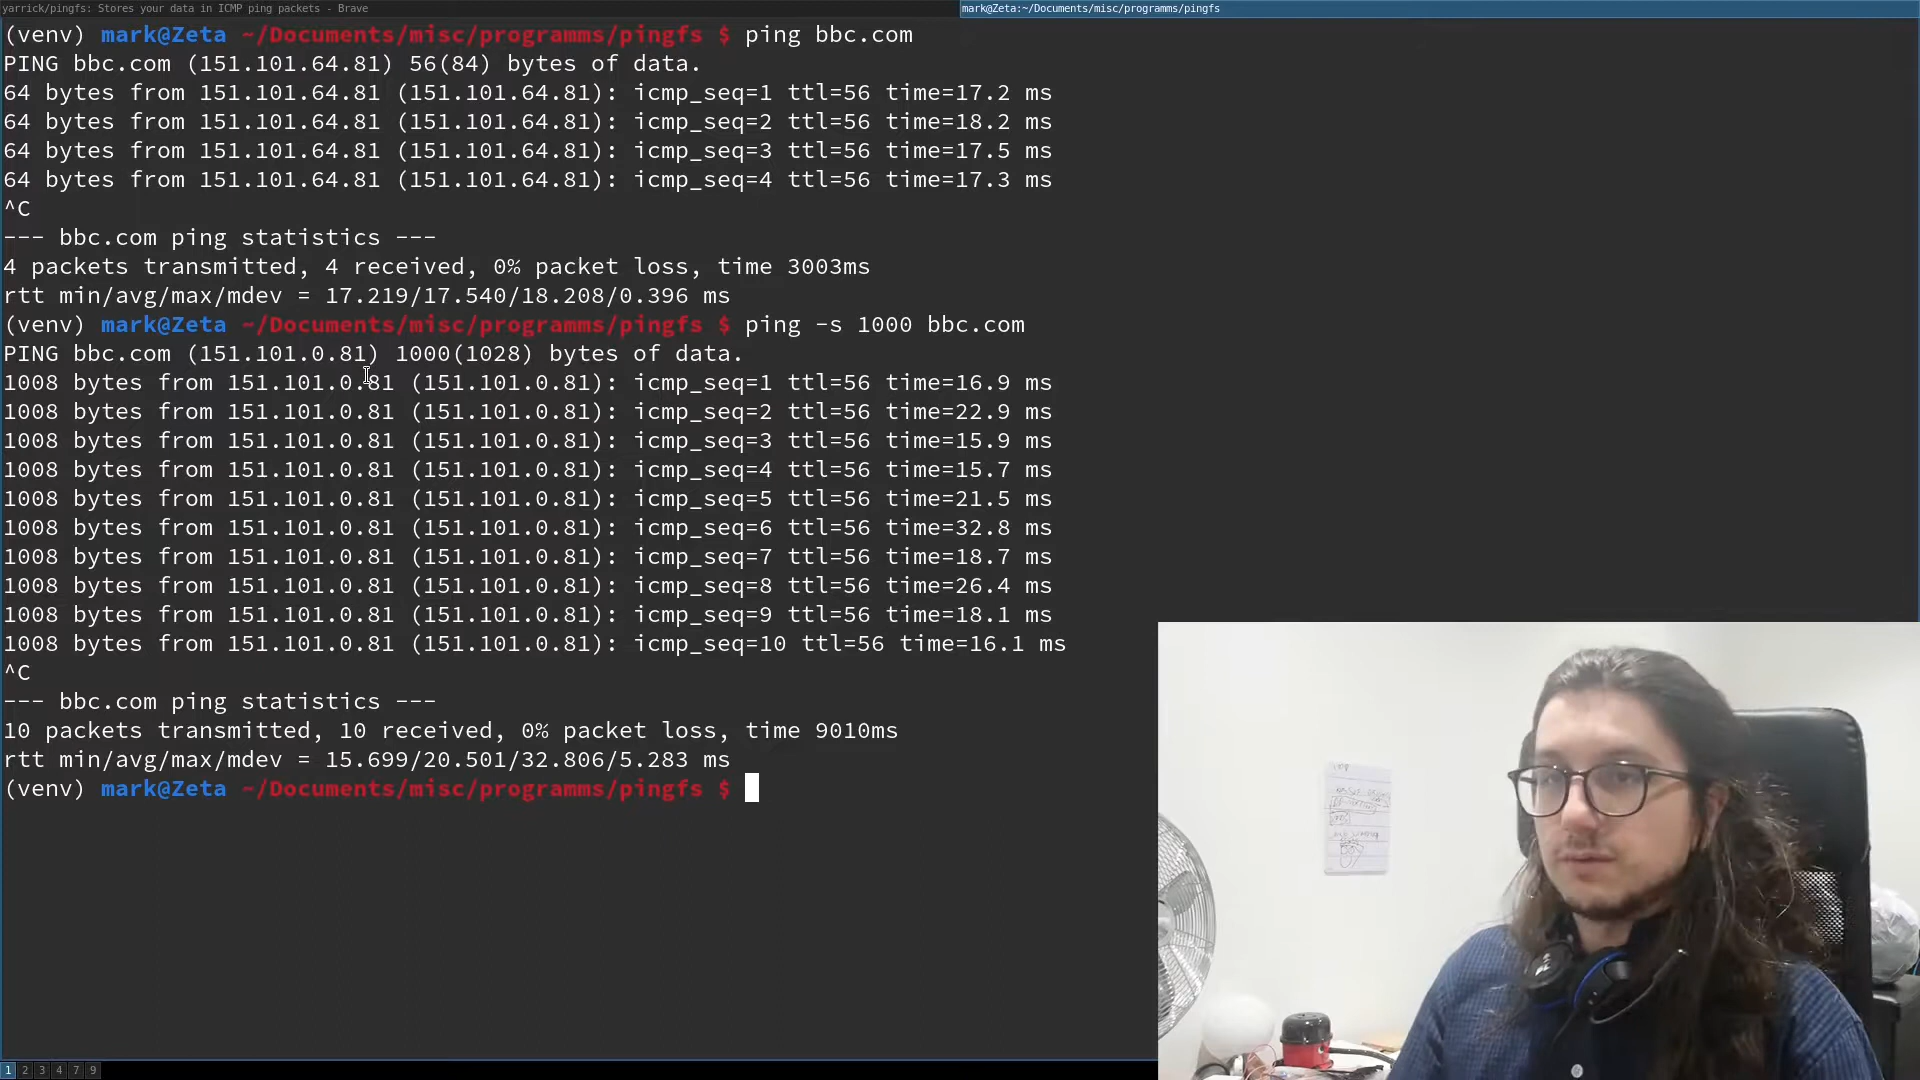 yarrick/pingfs: Stores your data in ICMP ping packets - Brave
mark@Zeta:~/Documents/misc/programms/pingfs
(venv) mark@Zeta ~/Documents/misc/programms/pingfs $ ping bbc.com
PING bbc.com (151.101.64.81) 56(84) bytes of data.
64 bytes from 151.101.64.81 (151.101.64.81): icmp_seq=1 ttl=56 time=17.2 ms
64 bytes from 151.101.64.81 (151.101.64.81): icmp_seq=2 ttl=56 time=18.2 ms
64 bytes from 151.101.64.81 (151.101.64.81): icmp_seq=3 ttl=56 time=17.5 ms
64 bytes from 151.101.64.81 (151.101.64.81): icmp_seq=4 ttl=56 time=17.3 ms
^C
--- bbc.com ping statistics ---
4 packets transmitted, 4 received, 0% packet loss, time 3003ms
rtt min/avg/max/mdev = 17.219/17.540/18.208/0.396 ms
(venv) mark@Zeta ~/Documents/misc/programms/pingfs $ ping -s 1000 bbc.com
PING bbc.com (151.101.0.81) 1000(1028) bytes of data.
1008 bytes from 151.101.0.81 (151.101.0.81): icmp_seq=1 ttl=56 time=16.9 ms
1008 bytes from 151.101.0.81 (151.101.0.81): icmp_seq=2 ttl=56 time=22.9 ms
1008 bytes from 151.101.0.81 (151.101.0.81): icmp_seq=3 ttl=56 time=15.9 ms
1008 bytes from 151.101.0.81 (151.101.0.81): icmp_seq=4 ttl=56 time=15.7 ms
1008 bytes from 151.101.0.81 (151.101.0.81): icmp_seq=5 ttl=56 time=21.5 ms
1008 bytes from 151.101.0.81 (151.101.0.81): icmp_seq=6 ttl=56 time=32.8 ms
1008 bytes from 151.101.0.81 (151.101.0.81): icmp_seq=7 ttl=56 time=18.7 ms
1008 bytes from 151.101.0.81 (151.101.0.81): icmp_seq=8 ttl=56 time=26.4 ms
1008 bytes from 151.101.0.81 (151.101.0.81): icmp_seq=9 ttl=56 time=18.1 ms
1008 bytes from 151.101.0.81 (151.101.0.81): icmp_seq=10 ttl=56 time=16.1 ms
^C
--- bbc.com ping statistics ---
10 packets transmitted, 10 received, 0% packet loss, time 9010ms
rtt min/avg/max/mdev = 15.699/20.501/32.806/5.283 ms
(venv) mark@Zeta ~/Documents/misc/programms/pingfs $
1 2 3 4 7 9